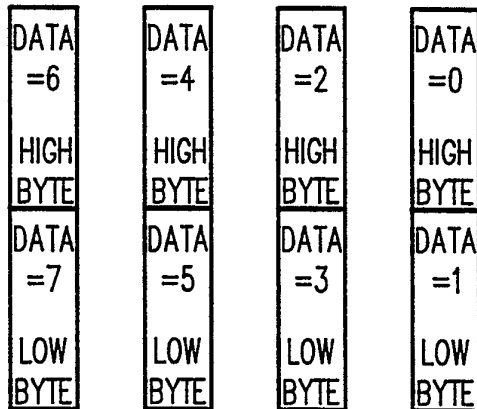 DATA DATA DATA DATA
=6 =4 =2 =0
HIGH HIGH HIGH HIGH
BYTE BYTE BYTE BYTE
DATA DATA DATA DATA
=7 =5 =3 =1
LOW LOW LOW LOW
BYTE BYTE BYTE BYTE